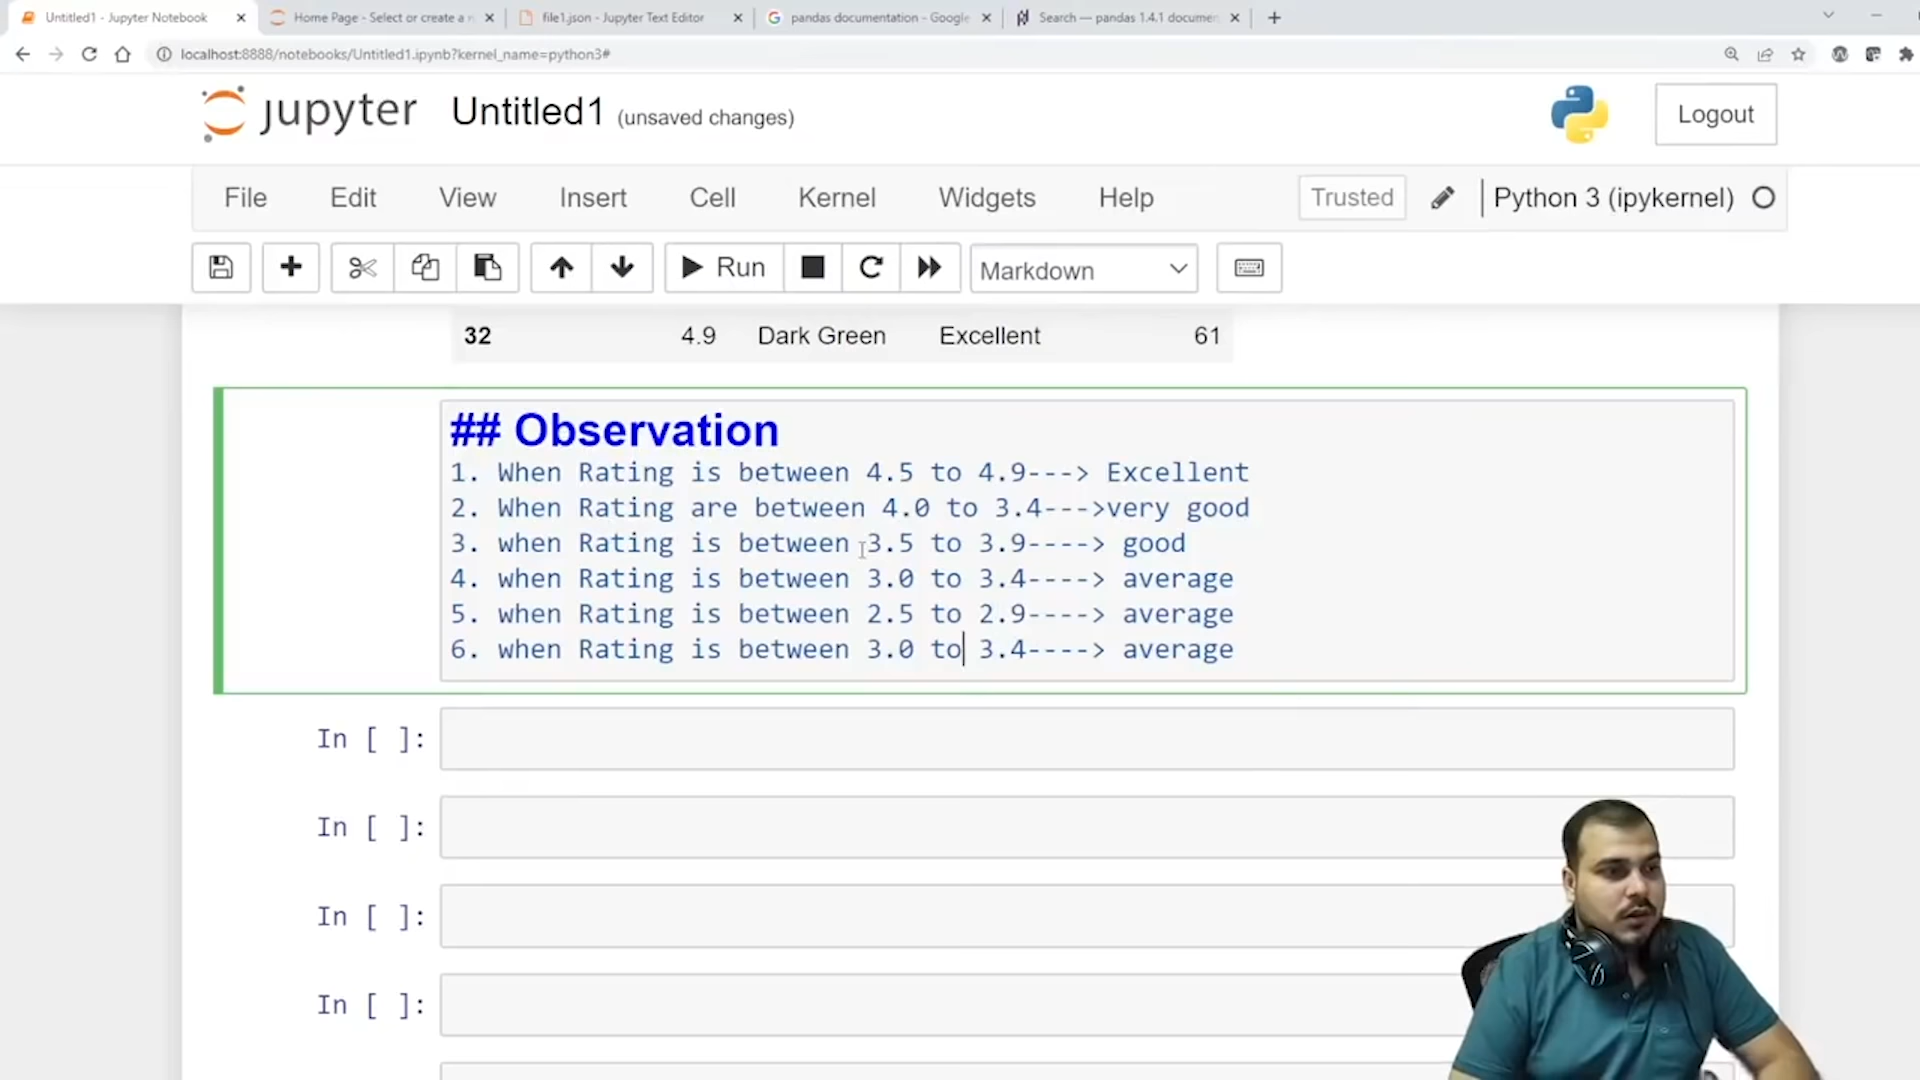 Untitled1 - Jupyter Notebook
Home Page - Select or create a n
file1.json - Jupyter Text Editor
pandas documentation - Google
Search — pandas 1.4.1 documen
localhost:8888/notebooks/Untitled1.ipynb?kernel_name=python3#
jupyter Untitled1 (unsaved changes)
Logout
File Edit View Insert Cell Kernel Widgets Help Trusted Python 3 (ipykernel)
Run Markdown
32 4.9 Dark Green Excellent 61
## Observation
1. When Rating is between 4.5 to 4.9---> Excellent
2. When Rating are between 4.0 to 3.4--->very good
3. when Rating is between 3.5 to 3.9----> good
4. when Rating is between 3.0 to 3.4----> average
5. when Rating is between 2.5 to 2.9----> average
6. when Rating is between 3.0 to 3.4----> average
In [ ]:
In [ ]:
In [ ]:
In [ ]: